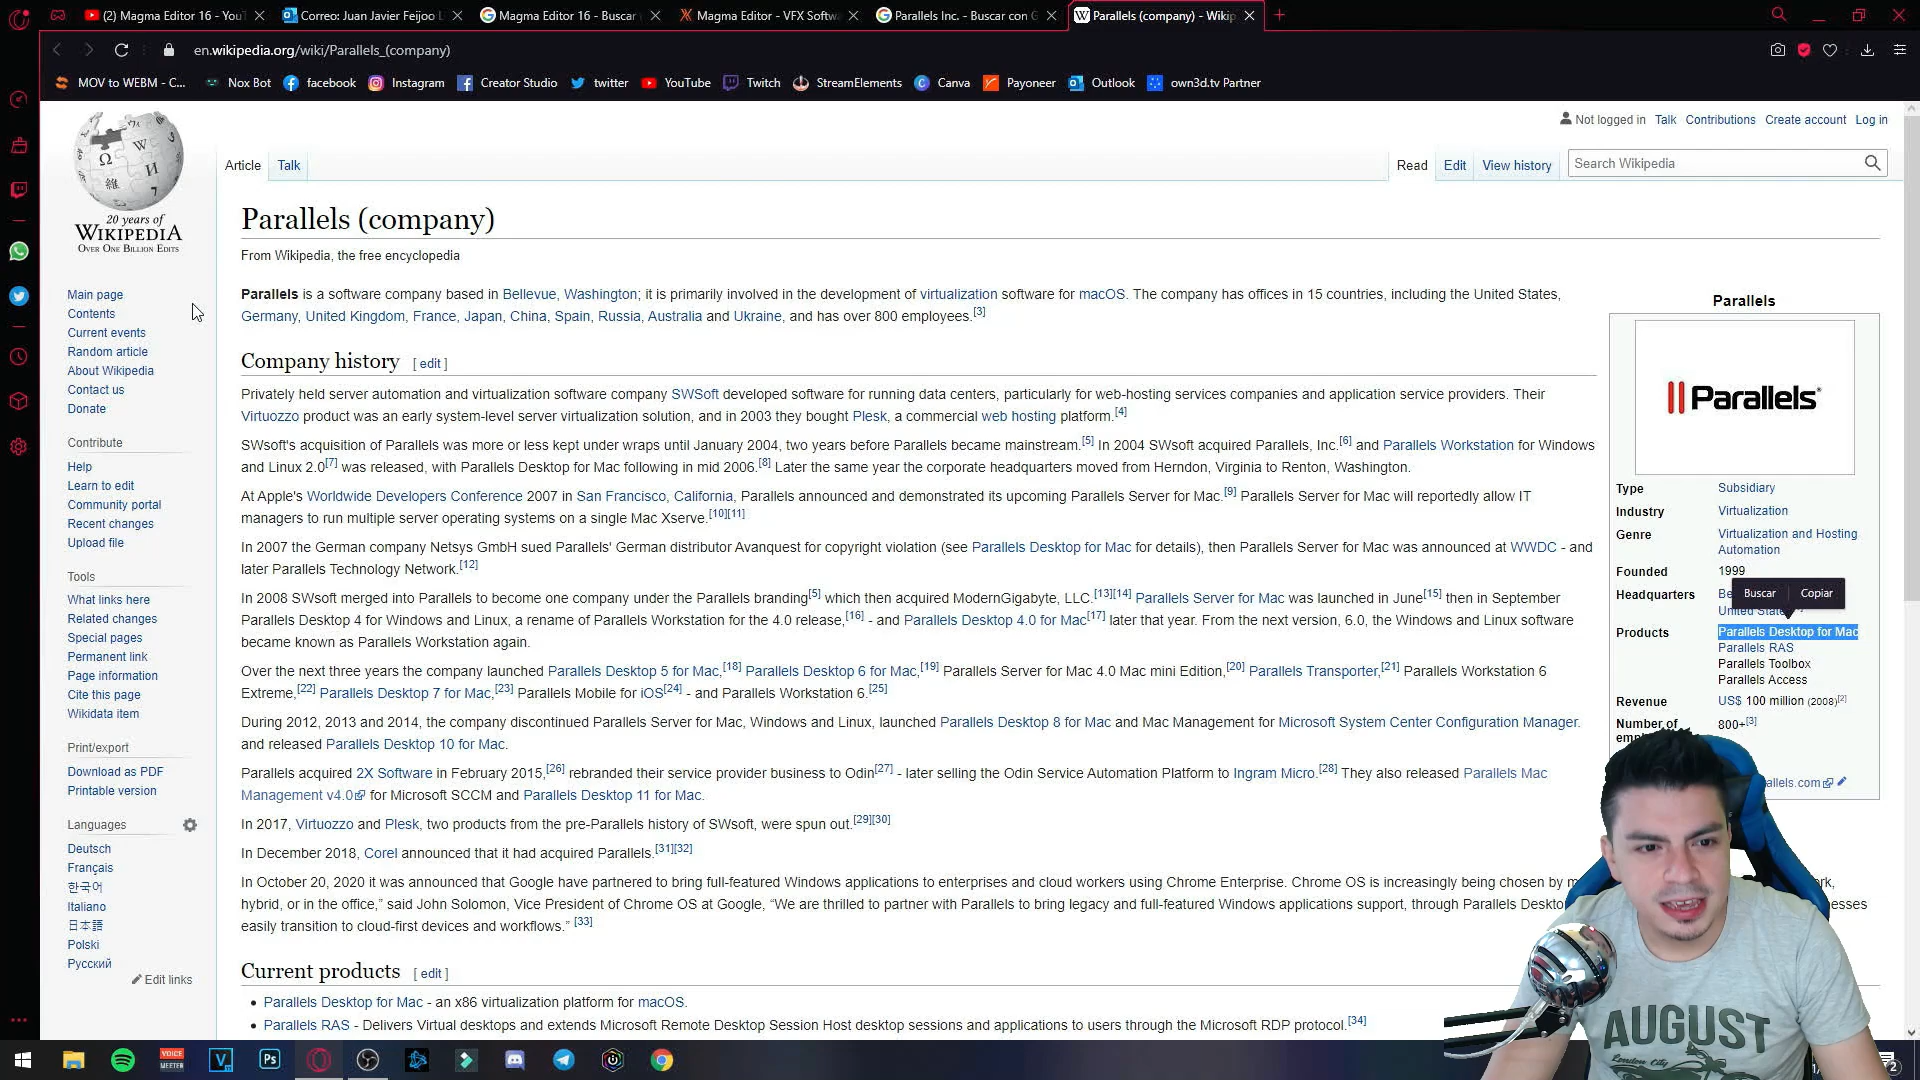 (2) Magma Editor 16 - YouT
Correo: Juan Javier Feijoo L
Magma Editor 16 - Buscar
Magma Editor - VFX Softw
Parallels Inc. - Buscar con G
Parallels (company) - Wikip
en.wikipedia.org/wiki/Parallels_(company)
MOV to WEBM - C...
Nox Bot
facebook
Instagram
Creator Studio
twitter
YouTube
Twitch
StreamElements
Canva
Payoneer
Outlook
own3d.tv Partner
20 years of
WIKIPEDIA
Over One Billion Edits
Not logged in Talk Contributions Create account Log in
Article Talk
Read Edit View history
Search Wikipedia
Main page
Contents
Current events
Random article
About Wikipedia
Contact us
Donate
Contribute
Help
Learn to edit
Community portal
Recent changes
Upload file
Tools
What links here
Related changes
Special pages
Permanent link
Page information
Cite this page
Wikidata item
Print/export
Download as PDF
Printable version
Languages
Deutsch
Français
한국어
Italiano
日本語
Polski
Русский
Edit links
Parallels (company)
From Wikipedia, the free encyclopedia
Parallels is a software company based in Bellevue, Washington; it is primarily involved in the development of virtualization software for macOS. The company has offices in 15 countries, including the United States,
Germany, United Kingdom, France, Japan, China, Spain, Russia, Australia and Ukraine, and has over 800 employees.[3]
Company history [ edit ]
Privately held server automation and virtualization software company SWSoft developed software for running data centers, particularly for web-hosting services companies and application service providers. Their
Virtuozzo product was an early system-level server virtualization solution, and in 2003 they bought Plesk, a commercial web hosting platform.[4]
SWsoft's acquisition of Parallels was more or less kept under wraps until January 2004, two years before Parallels became mainstream.[5] In 2004 SWsoft acquired Parallels, Inc.[6] and Parallels Workstation for Windows
and Linux 2.0[7] was released, with Parallels Desktop for Mac following in mid 2006.[8] Later the same year the corporate headquarters moved from Herndon, Virginia to Renton, Washington.
At Apple's Worldwide Developers Conference 2007 in San Francisco, California, Parallels announced and demonstrated its upcoming Parallels Server for Mac.[9] Parallels Server for Mac will reportedly allow IT
managers to run multiple server operating systems on a single Mac Xserve.[10][11]
In 2007 the German company Netsys GmbH sued Parallels' German distributor Avanquest for copyright violation (see Parallels Desktop for Mac for details), then Parallels Server for Mac was announced at WWDC - and
later Parallels Technology Network.[12]
In 2008 SWsoft merged into Parallels to become one company under the Parallels branding[5] which then acquired ModernGigabyte, LLC.[13][14] Parallels Server for Mac was launched in June[15] then in September
Parallels Desktop 4 for Windows and Linux, a rename of Parallels Workstation for the 4.0 release,[16] - and Parallels Desktop 4.0 for Mac[17] later that year. From the next version, 6.0, the Windows and Linux software
became known as Parallels Workstation again.
Over the next three years the company launched Parallels Desktop 5 for Mac,[18] Parallels Desktop 6 for Mac,[19] Parallels Server for Mac 4.0 Mac mini Edition,[20] Parallels Transporter,[21] Parallels Workstation 6
Extreme,[22] Parallels Desktop 7 for Mac,[23] Parallels Mobile for iOS[24] - and Parallels Workstation 6.[25]
During 2012, 2013 and 2014, the company discontinued Parallels Server for Mac, Windows and Linux, launched Parallels Desktop 8 for Mac and Mac Management for Microsoft System Center Configuration Manager.
and released Parallels Desktop 10 for Mac.
Parallels acquired 2X Software in February 2015,[26] rebranded their service provider business to Odin[27] - later selling the Odin Service Automation Platform to Ingram Micro.[28] They also released Parallels Mac
Management v4.0 for Microsoft SCCM and Parallels Desktop 11 for Mac.
In 2017, Virtuozzo and Plesk, two products from the pre-Parallels history of SWsoft, were spun out.[29][30]
In December 2018, Corel announced that it had acquired Parallels.[31][32]
In October 20, 2020 it was announced that Google have partnered to bring full-featured Windows applications to enterprises and cloud workers using Chrome Enterprise. Chrome OS is increasingly being chosen by
hybrid, or in the office,” said John Solomon, Vice President of Chrome OS at Google, “We are thrilled to partner with Parallels to bring legacy and full-featured Windows applications support, through Parallels Deskto
easily transition to cloud-first devices and workflows.” [33]
Current products [ edit ]
• Parallels Desktop for Mac - an x86 virtualization platform for macOS.
• Parallels RAS - Delivers Virtual desktops and extends Microsoft Remote Desktop Session Host desktop sessions and applications to users through the Microsoft RDP protocol.[34]
Parallels
Parallels
Type Subsidiary
Industry Virtualization
Genre Virtualization and Hosting
Automation
Founded 1999
Buscar Copiar
Headquarters Be
United State
Products Parallels Desktop for Mac
Parallels RAS
Parallels Toolbox
Parallels Access
Revenue US$ 100 million (2008)[2]
Number of 800+[3]
allels.com
AUGUST
London City
VOICE
MEETER
Ps
2